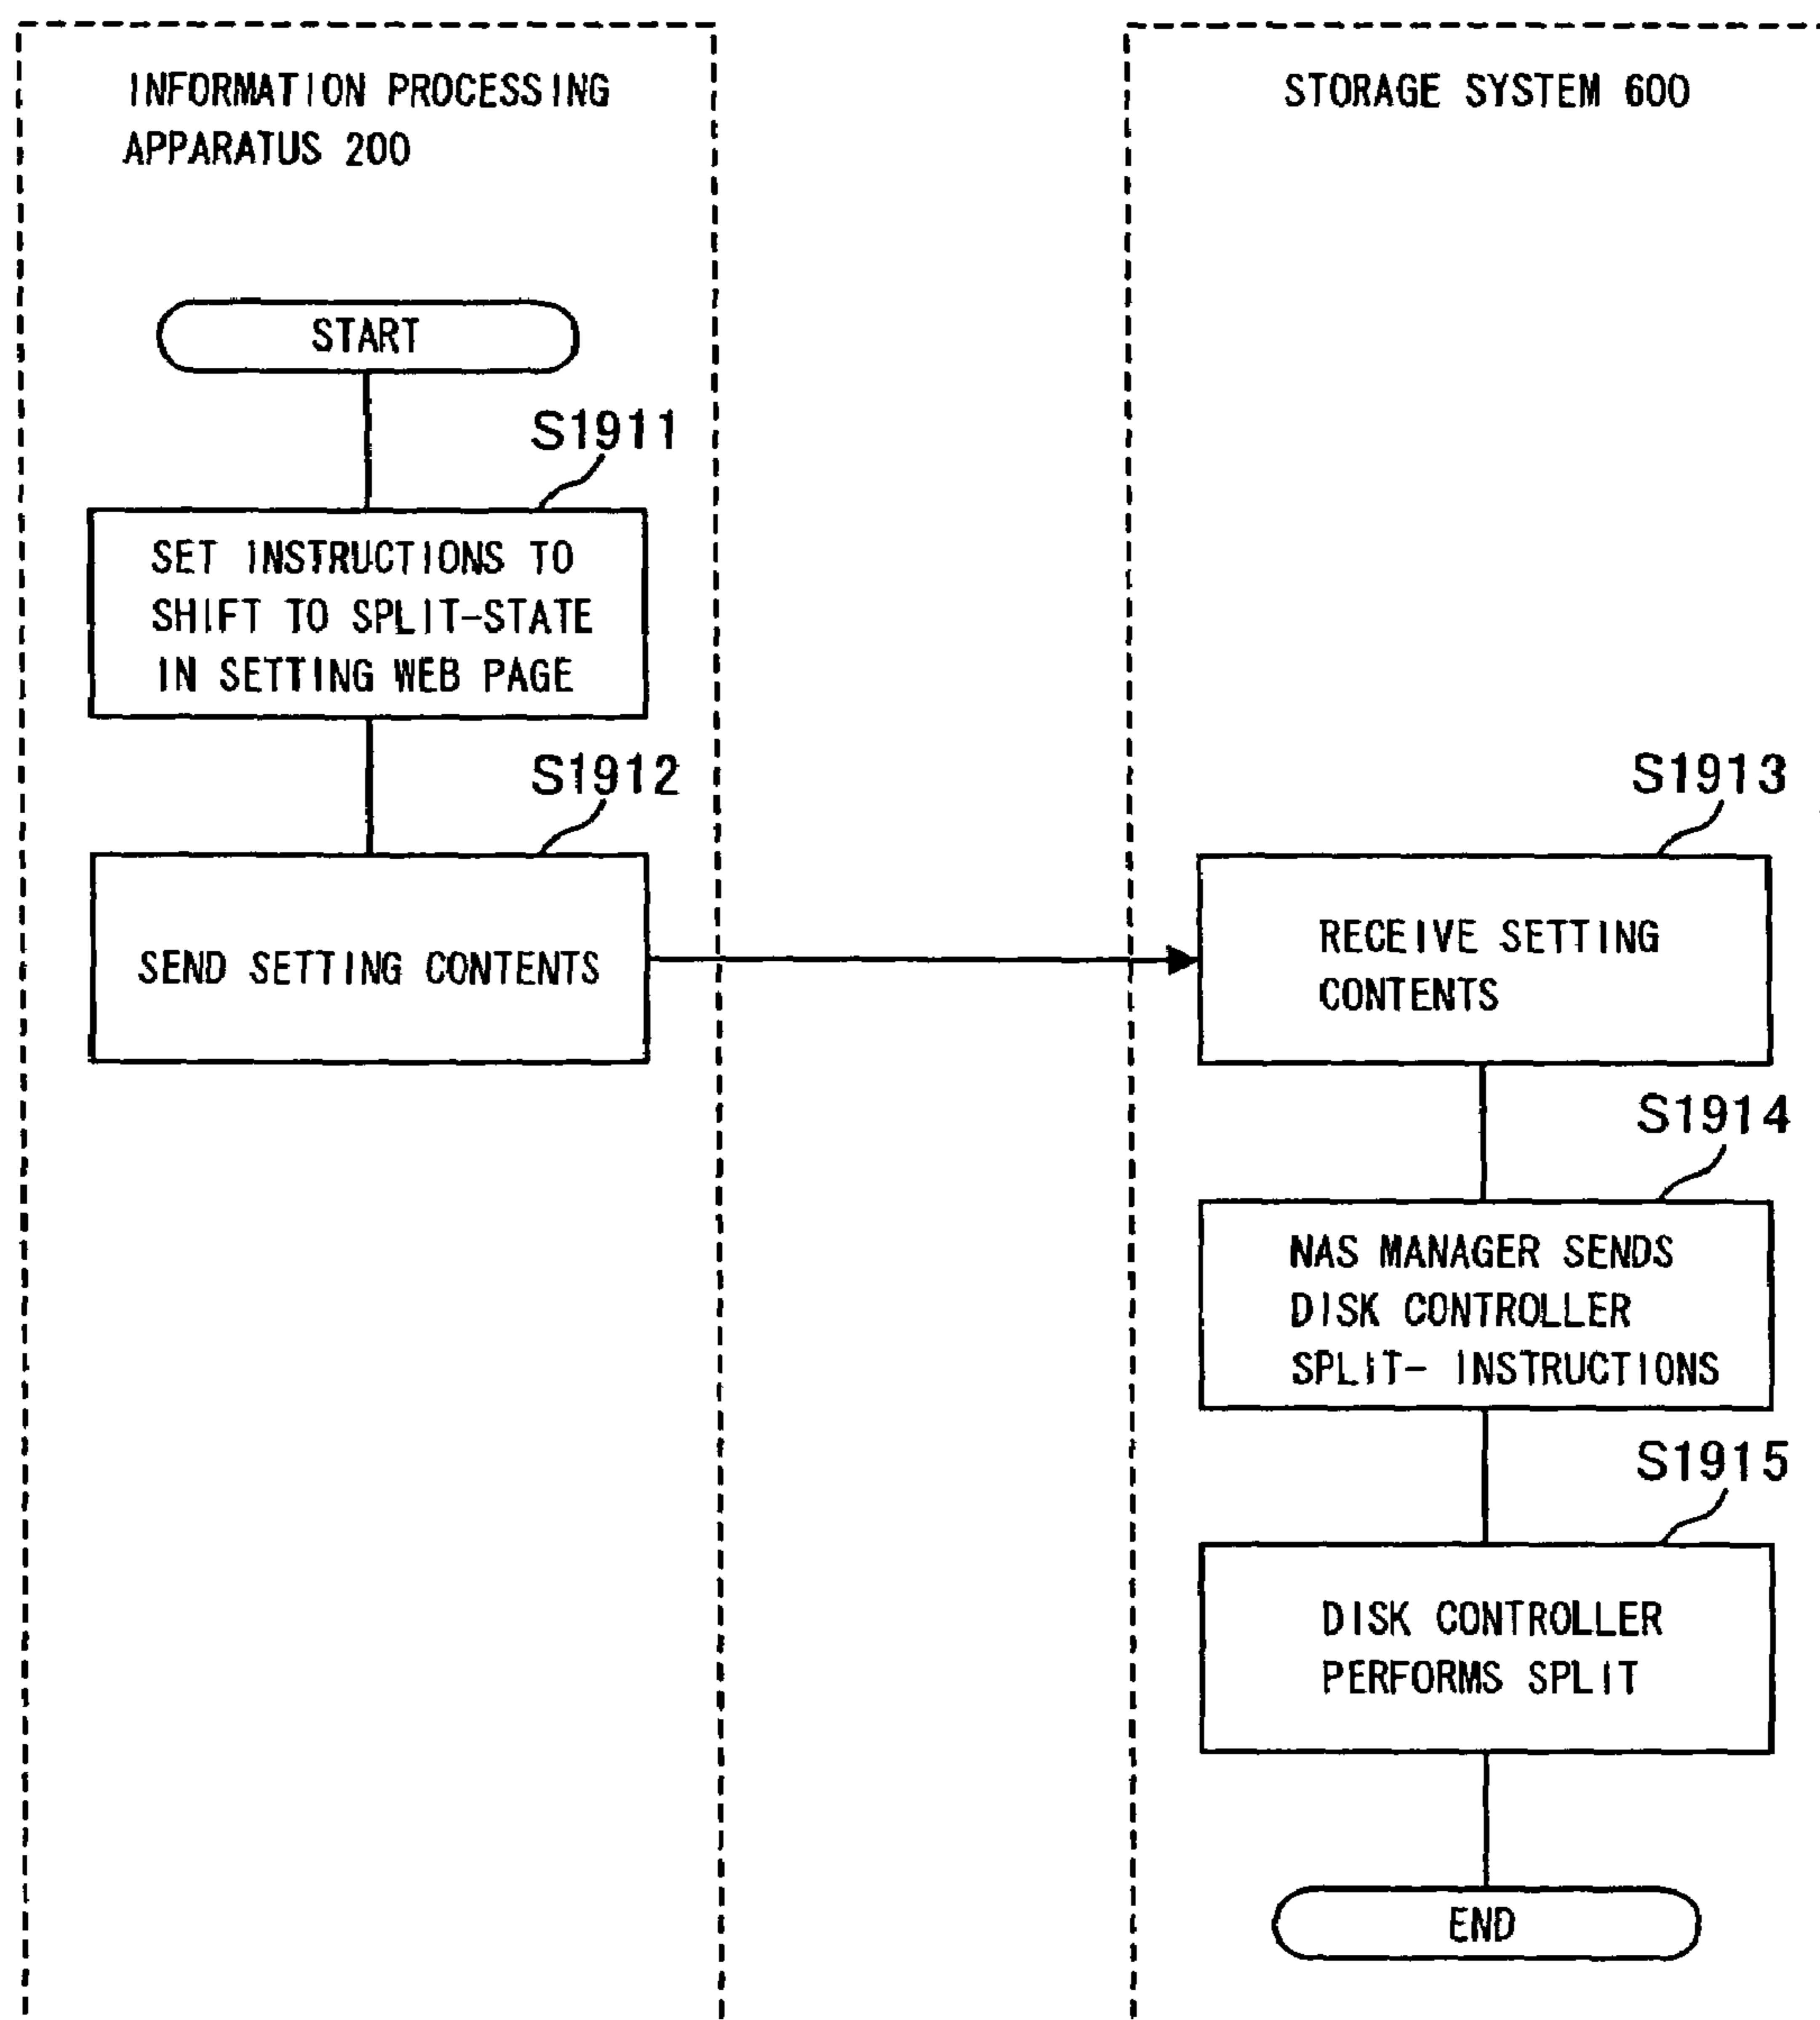 INFORMATION PROCESSING
APPARATUS 200
START
S1911
SET INSTRUCTIONS TO
SHIFT TO SPLIT-STATE
IN SETTING WEB PAGE
S1912
SEND SETTING CONTENTS
STORAGE SYSTEM 600
S1913
RECEIVE SETTING
CONTENTS
S1914
NAS MANAGER SENDS
DISK CONTROLLER
SPLIT- INSTRUCTIONS
S1915
DISK CONTROLLER
PERFORMS SPLIT
END